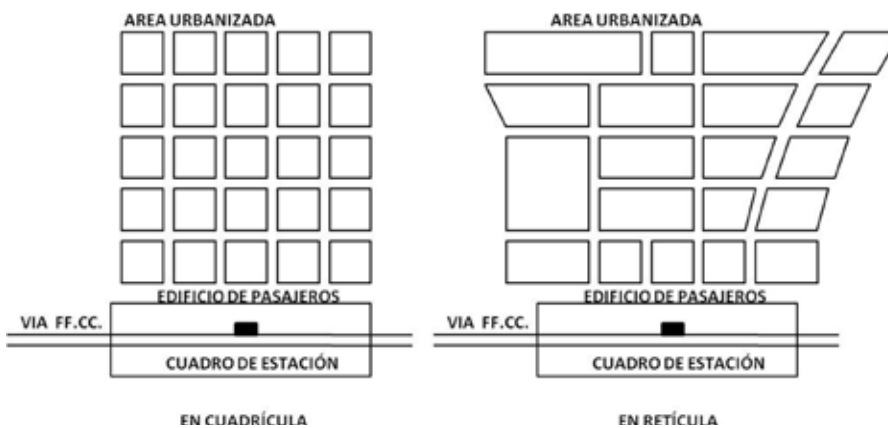 AREA URBANIZADA
EDIFICIO DE PASAJEROS
VIA FF.CC.
CUADRO DE ESTACIÓN
EN CUADRÍCULA
AREA URBANIZADA
EDIFICIO DE PASAJEROS
VIA FF.CC.
CUADRO DE ESTACIÓN
EN RETÍCULA